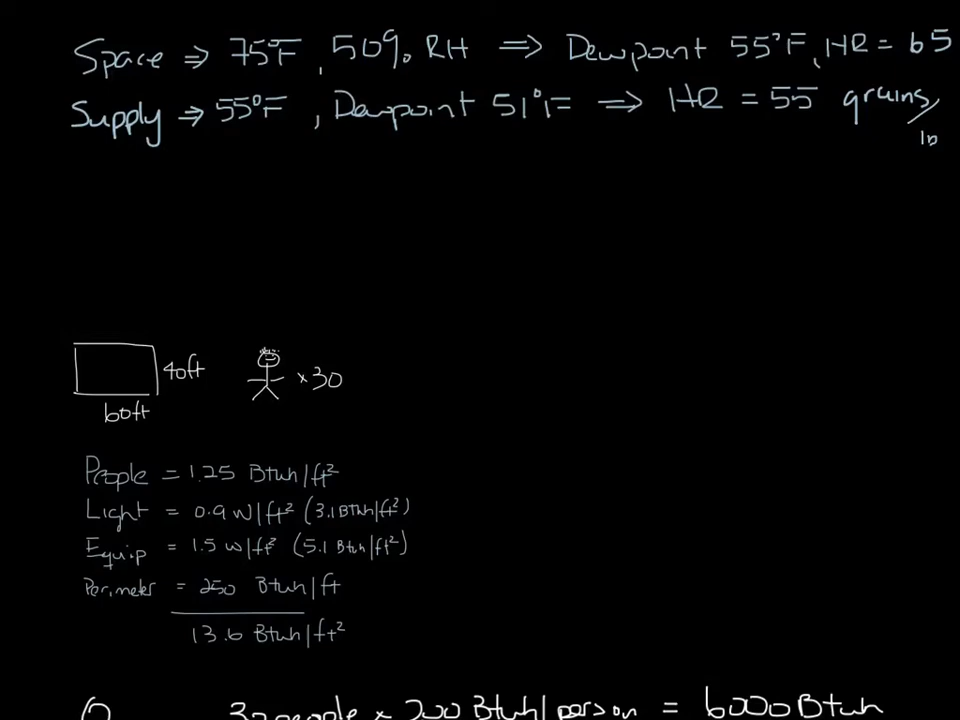 Space ⇒ 75°F, 50% RH ⇒ Dewpoint 55°F, HR = 65
Supply ⇒ 55°F, Dewpoint 51°F ⇒ HR = 55 grains/lb
40ft
×30
60ft
People = 1.25 Btuh/ft²
Light = 0.9 W/ft² (3.1 Btuh/ft²)
Equip = 1.5 W/ft² (5.1 Btuh/ft²)
Perimeter = 250 Btuh/ft
13.6 Btuh/ft²
30 people × 200 Btuh/person = 6000 Btuh